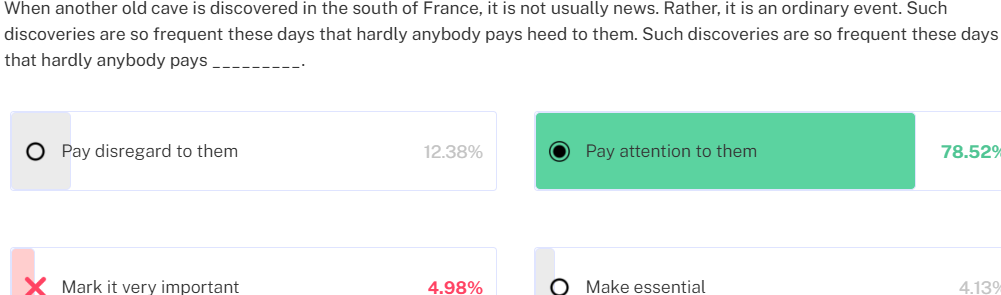 When another old cave is discovered in the south of France, it is not usually news. Rather, it is an ordinary event. Such
discoveries are so frequent these days that hardly anybody pays heed to them. Such discoveries are so frequent these days
that hardly anybody pays _________.
Pay disregard to them 12.38%
Pay attention to them 78.52%
Mark it very important 4.98%
Make essential 4.13%